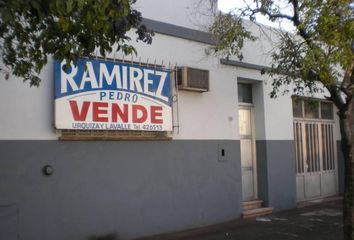 RAMIREZ
PEDRO
VENDE
URQUIZA Y LAVALLE Tel. 426513